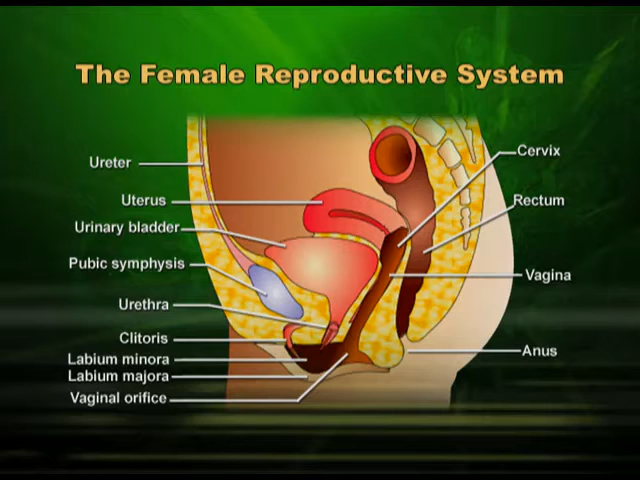 The Female Reproductive System
Ureter
Uterus
Urinary bladder
Pubic symphysis
Urethra
Clitoris
Labium minora
Labium majora
Vaginal orifice
Cervix
Rectum
Vagina
Anus